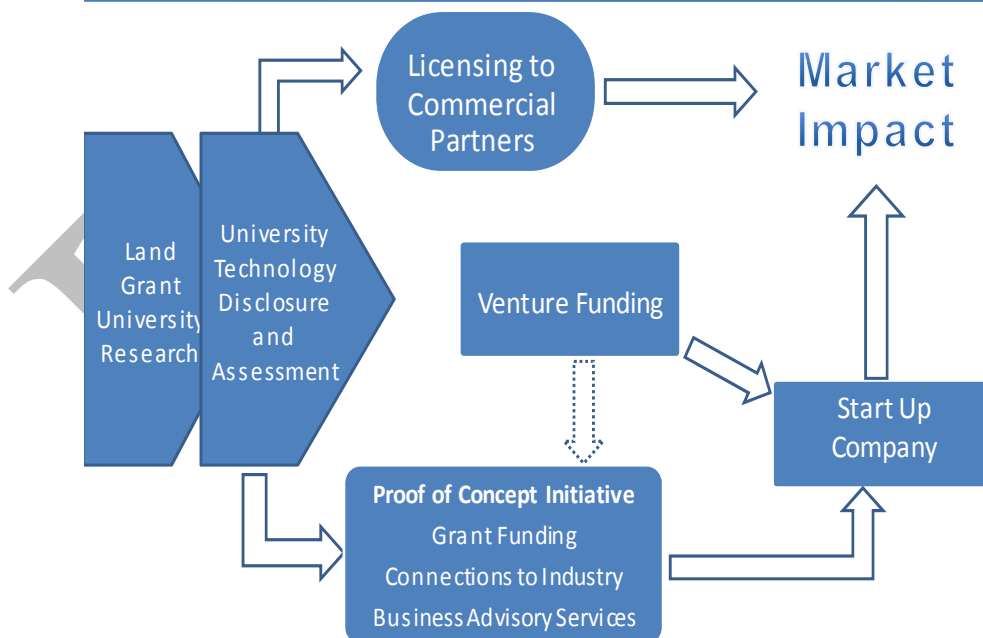 Licensing to
Commercial
Partners
Market
Impact
Land
Grant
University
Research
University
Technology
Disclosure
and
Assessment
Venture Funding
Start Up
Company
Proof of Concept Initiative
Grant Funding
Connections to Industry
Business Advisory Services